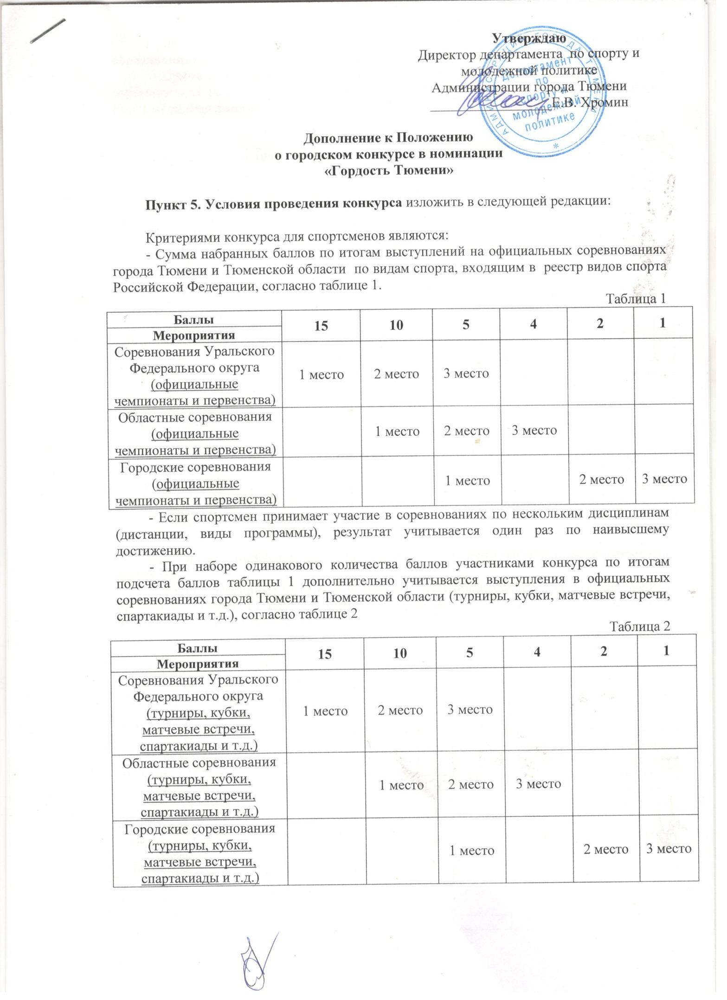 Утверждаю
Директор департамента по спорту и
молодежной политике
Администрации города Тюмени
Е.В. Хромин
АДМИНИСТРАЦИЯ ГОРОДА ТЮМЕНИ
Департамент
по
спорту и
молодежной
политике
Дополнение к Положению
о городском конкурсе в номинации
«Гордость Тюмени»
Пункт 5. Условия проведения конкурса изложить в следующей редакции:
Критериями конкурса для спортсменов являются:
- Сумма набранных баллов по итогам выступлений на официальных соревнованиях
города Тюмени и Тюменской области по видам спорта, входящим в реестр видов спорта
Российской Федерации, согласно таблице 1.
Таблица 1
Баллы 15 10 5 4 2 1
Мероприятия
Соревнования Уральского
Федерального округа
(официальные
чемпионаты и первенства)
1 место 2 место 3 место
Областные соревнования
(официальные
чемпионаты и первенства)
1 место 2 место 3 место
Городские соревнования
(официальные
чемпионаты и первенства)
1 место 2 место 3 место
- Если спортсмен принимает участие в соревнованиях по нескольким дисциплинам
(дистанции, виды программы), результат учитывается один раз по наивысшему
достижению.
- При наборе одинакового количества баллов участниками конкурса по итогам
подсчета баллов таблицы 1 дополнительно учитывается выступления в официальных
соревнованиях города Тюмени и Тюменской области (турниры, кубки, матчевые встречи,
спартакиады и т.д.), согласно таблице 2
Таблица 2
Баллы 15 10 5 4 2 1
Мероприятия
Соревнования Уральского
Федерального округа
(турниры, кубки,
матчевые встречи,
спартакиады и т.д.)
1 место 2 место 3 место
Областные соревнования
(турниры, кубки,
матчевые встречи,
спартакиады и т.д.)
1 место 2 место 3 место
Городские соревнования
(турниры, кубки,
матчевые встречи,
спартакиады и т.д.)
1 место 2 место 3 место